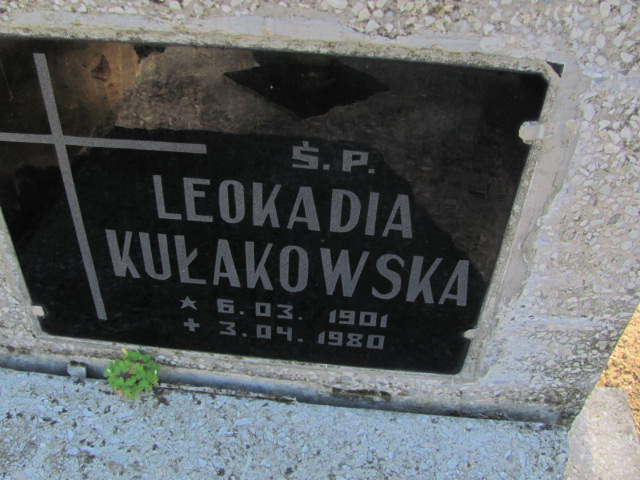 Ś.P.
LEOKADIA
KUŁAKOWSKA
★ 6.03. 1901
+ 3.04. 1980